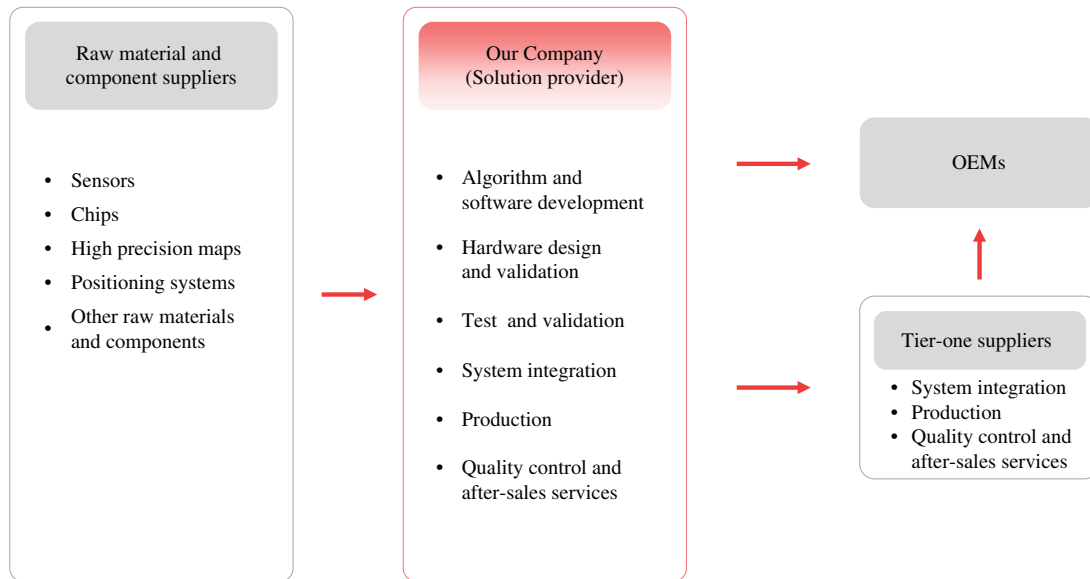 Raw material and
component suppliers
• Sensors
• Chips
• High precision maps
• Positioning systems
• Other raw materials
and components
Our Company
(Solution provider)
• Algorithm and
software development
• Hardware design
and validation
• Test and validation
• System integration
• Production
• Quality control and
after-sales services
OEMs
Tier-one suppliers
• System integration
• Production
• Quality control and
after-sales services